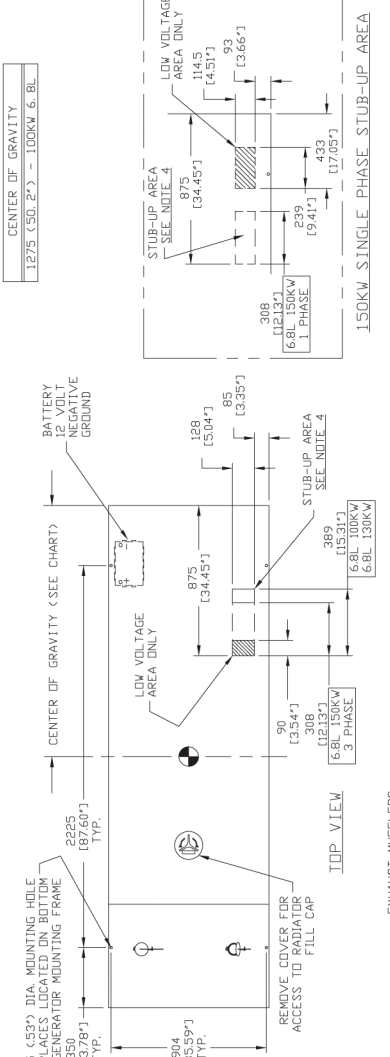 CENTER OF GRAVITY
1275 (50.2") - 100KW 6.8L
(.53") DIA. MOUNTING HOLE
PLACES LOCATED ON BOTTOM
GENERATOR MOUNTING FRAME
2225
[87.60"]
TYP.
TYP.
904
TYP.
CENTER OF GRAVITY (SEE CHART)
BATTERY
12 VOLT
NEGATIVE
GROUND
LOW VOLTAGE
AREA ONLY
875
[34.45"]
128
[5.04"]
85
[3.35"]
STUB-UP AREA
SEE NOTE 4
90
[3.54"]
308
[12.13"]
6.8L 150KW
3 PHASE
389
[15.31"]
6.8L 100KW
6.8L 130KW
REMOVE COVER FOR
ACCESS TO RADIATOR
FILL CAP
TOP VIEW
STUB-UP AREA
SEE NOTE 4
875
[34.45"]
LOW VOLTAGE
AREA ONLY
114.5
[4.51"]
93
[3.66"]
308
[12.13"]
6.8L 150KW
1 PHASE
239
[9.41"]
433
[17.05"]
150KW SINGLE PHASE STUB-UP AREA